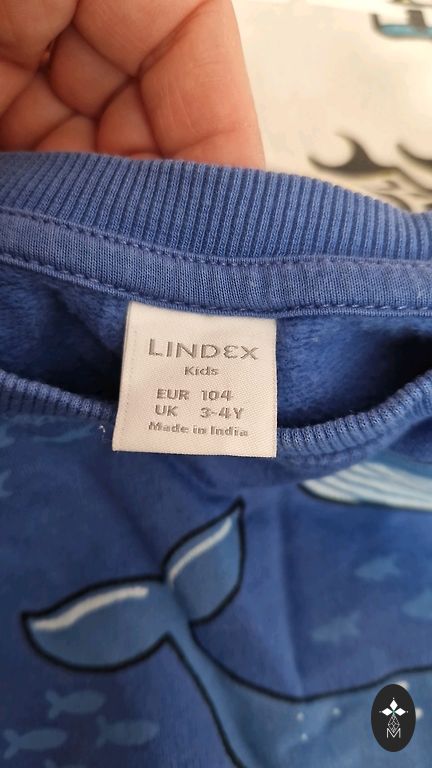 LINDEX
Kids
EUR 104
UK 3-4Y
Made in India
M